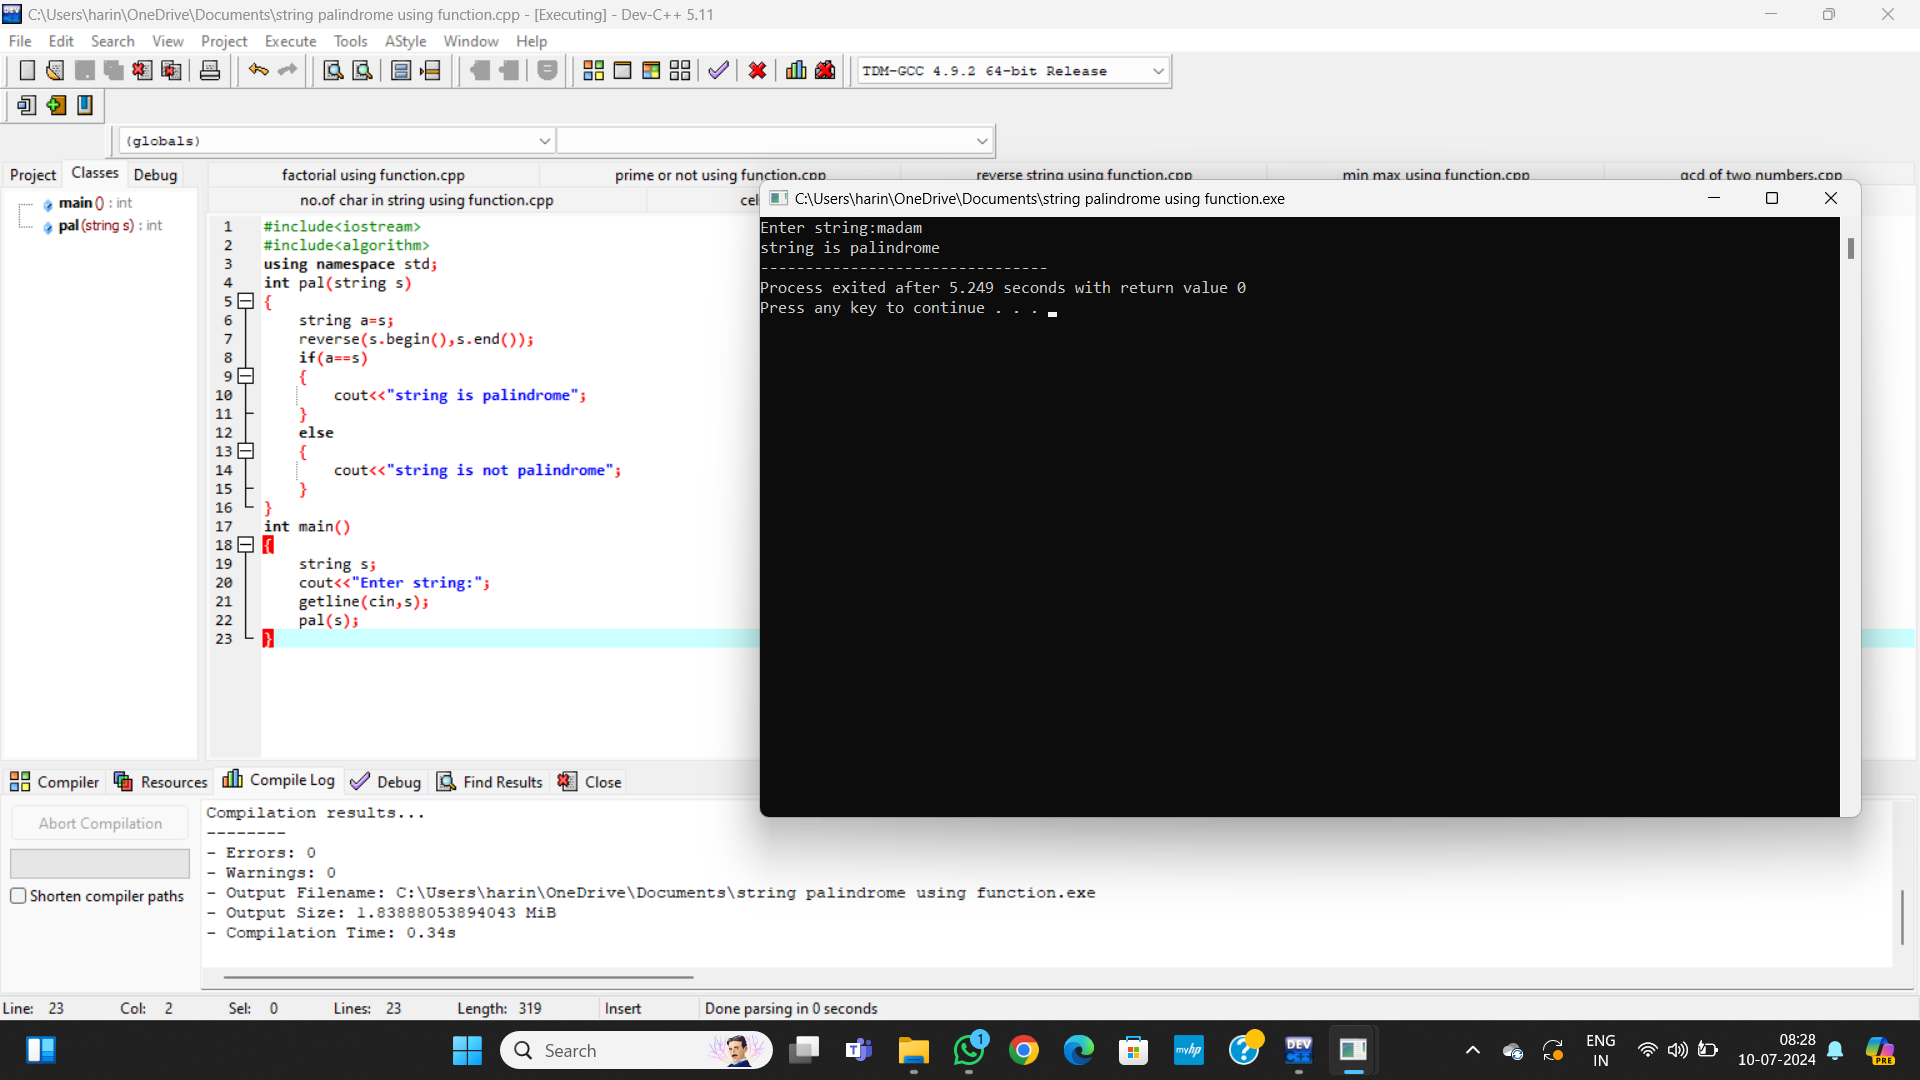 C:\Users\harin\OneDrive\Documents\string palindrome using function.cpp - [Executing] - Dev-C++ 5.11
File Edit Search View Project Execute Tools AStyle Window Help
TDM-GCC 4.9.2 64-bit Release
(globals)
Project Classes Debug
main () : int
pal (string s) : int
factorial using function.cpp prime or not using function.cpp reverse string using function.cpp min max using function.cpp gcd of two numbers.cpp
no.of char in string using function.cpp cel
1 #include<iostream>
2 #include<algorithm>
3 using namespace std;
4 int pal(string s)
5 {
6 string a=s;
7 reverse(s.begin(),s.end());
8 if(a==s)
9 {
10 cout<<"string is palindrome";
11 }
12 else
13 {
14 cout<<"string is not palindrome";
15 }
16 }
17 int main()
18 {
19 string s;
20 cout<<"Enter string:";
21 getline(cin,s);
22 pal(s);
23 }
C:\Users\harin\OneDrive\Documents\string palindrome using function.exe
Enter string:madam
string is palindrome
--------------------------------
Process exited after 5.249 seconds with return value 0
Press any key to continue . . .
Compiler Resources Compile Log Debug Find Results Close
Abort Compilation
Shorten compiler paths
Compilation results...
--------
- Errors: 0
- Warnings: 0
- Output Filename: C:\Users\harin\OneDrive\Documents\string palindrome using function.exe
- Output Size: 1.83888053894043 MiB
- Compilation Time: 0.34s
Line: 23 Col: 2 Sel: 0 Lines: 23 Length: 319 Insert Done parsing in 0 seconds
Search
1
myhp
DEV
C++
ENG
IN
08:28
10-07-2024
PRE